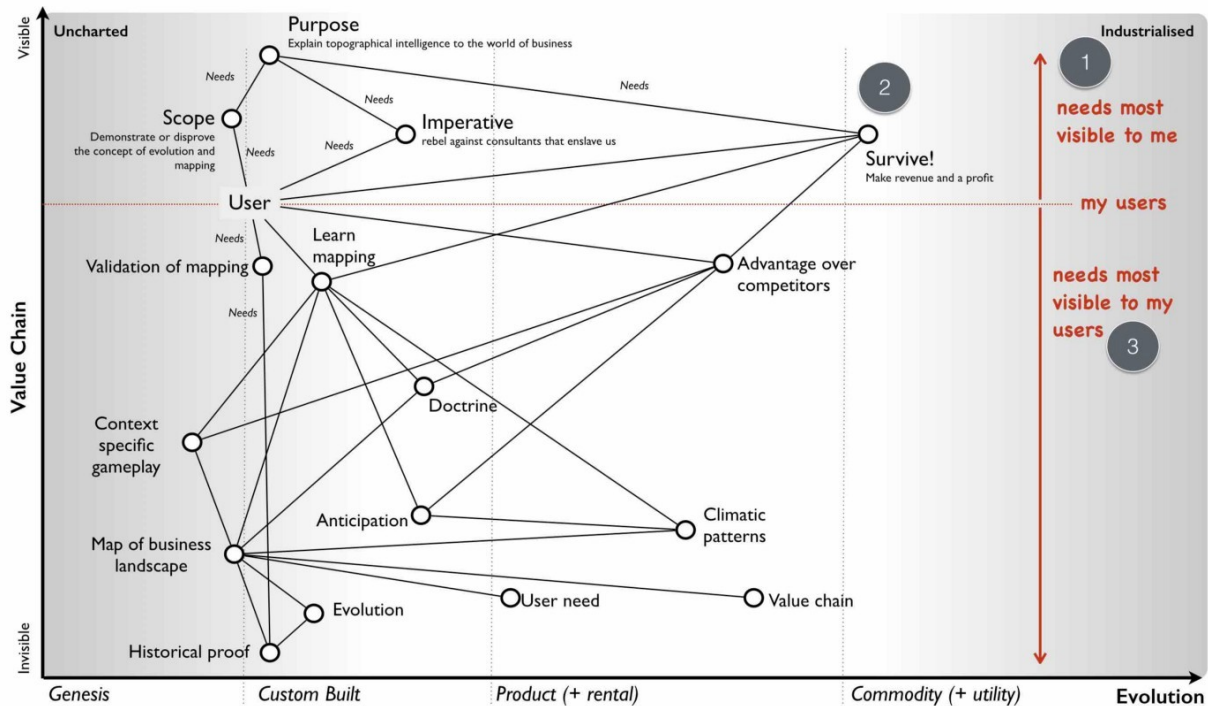 Visible
Uncharted
Purpose
Explain topographical intelligence to the world of business
Industrialised
1
needs most
visible to me
Needs
Needs
Needs
2
Scope
Demonstrate or disprove
the concept of evolution and
mapping
Needs
Needs
Imperative
rebel against consultants that enslave us
Survive!
Make revenue and a profit
User
my users
Needs
Learn
mapping
Validation of mapping
Advantage over
competitors
needs most
visible to my
users
3
Needs
Value Chain
Doctrine
Context
specific
gameplay
Anticipation
Climatic
patterns
Map of business
landscape
User need
Value chain
Evolution
Historical proof
Invisible
Genesis
Custom Built
Product (+ rental)
Commodity (+ utility)
Evolution